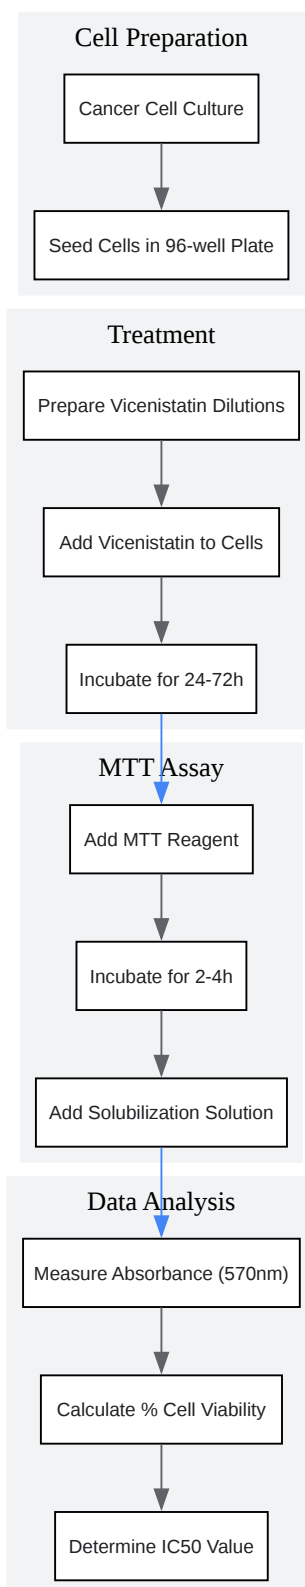 Cell Preparation
Cancer Cell Culture
Seed Cells in 96-well Plate
Treatment
Prepare Vicenistatin Dilutions
Add Vicenistatin to Cells
Incubate for 24-72h
MTT Assay
Add MTT Reagent
Incubate for 2-4h
Add Solubilization Solution
Data Analysis
Measure Absorbance (570nm)
Calculate % Cell Viability
Determine IC50 Value